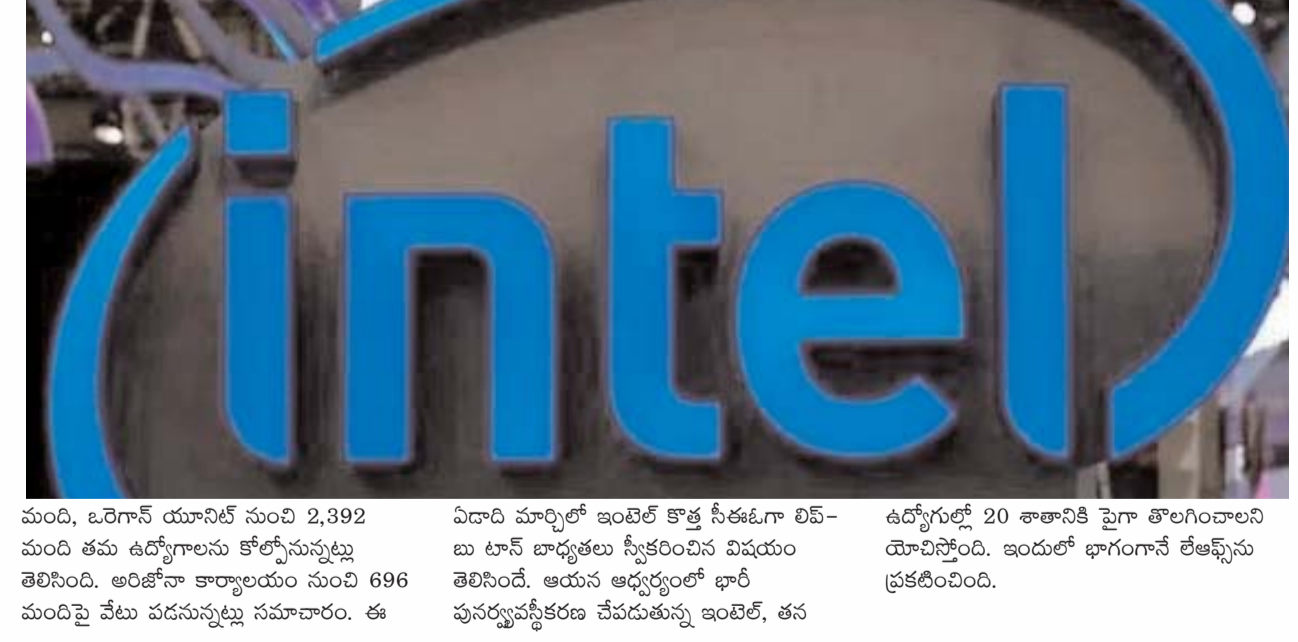 intel
మంది, ఒరెగాన్ యూనిట్ నుంచి 2,392
మంది తమ ఉద్యోగాలను కోల్పోనున్నట్లు
తెలిసింది. అరిజోనా కార్యాలయం నుంచి 696
మందిపై వేటు పడనున్నట్లు సమాచారం. ఈ
ఏడాది మార్చిలో ఇంటెల్ కొత్త సీఈఓగా లిప్-
బు టాన్ బాధ్యతలు స్వీకరించిన విషయం
తెలిసిందే. ఆయన ఆధ్వర్యంలో భారీ
పునర్వ్యవస్థీకరణ చేపడుతున్న ఇంటెల్, తన
ఉద్యోగుల్లో 20 శాతానికి పైగా తొలగించాలని
యోచిస్తోంది. ఇందులో భాగంగానే లేఆఫ్స్‌ను
ప్రకటించింది.